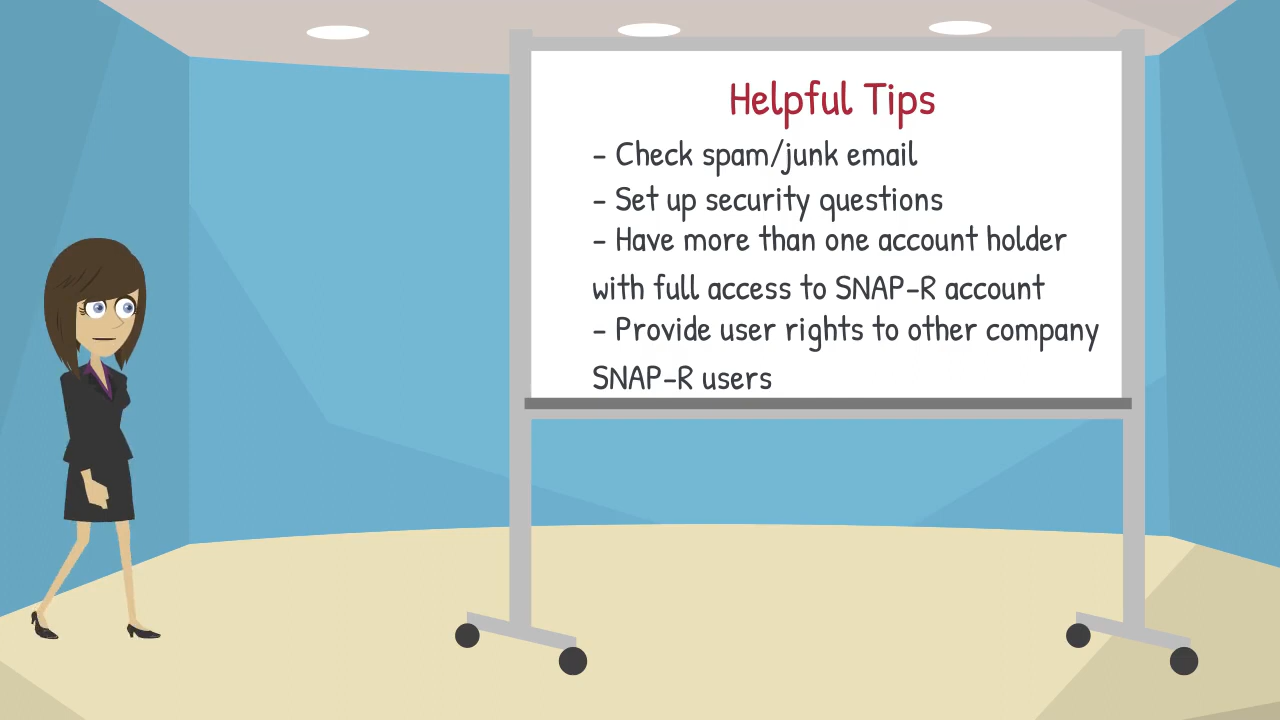 Helpful Tips
- Check spam/junk email
- Set up security questions
- Have more than one account holder
with full access to SNAP-R account
- Provide user rights to other company
SNAP-R users